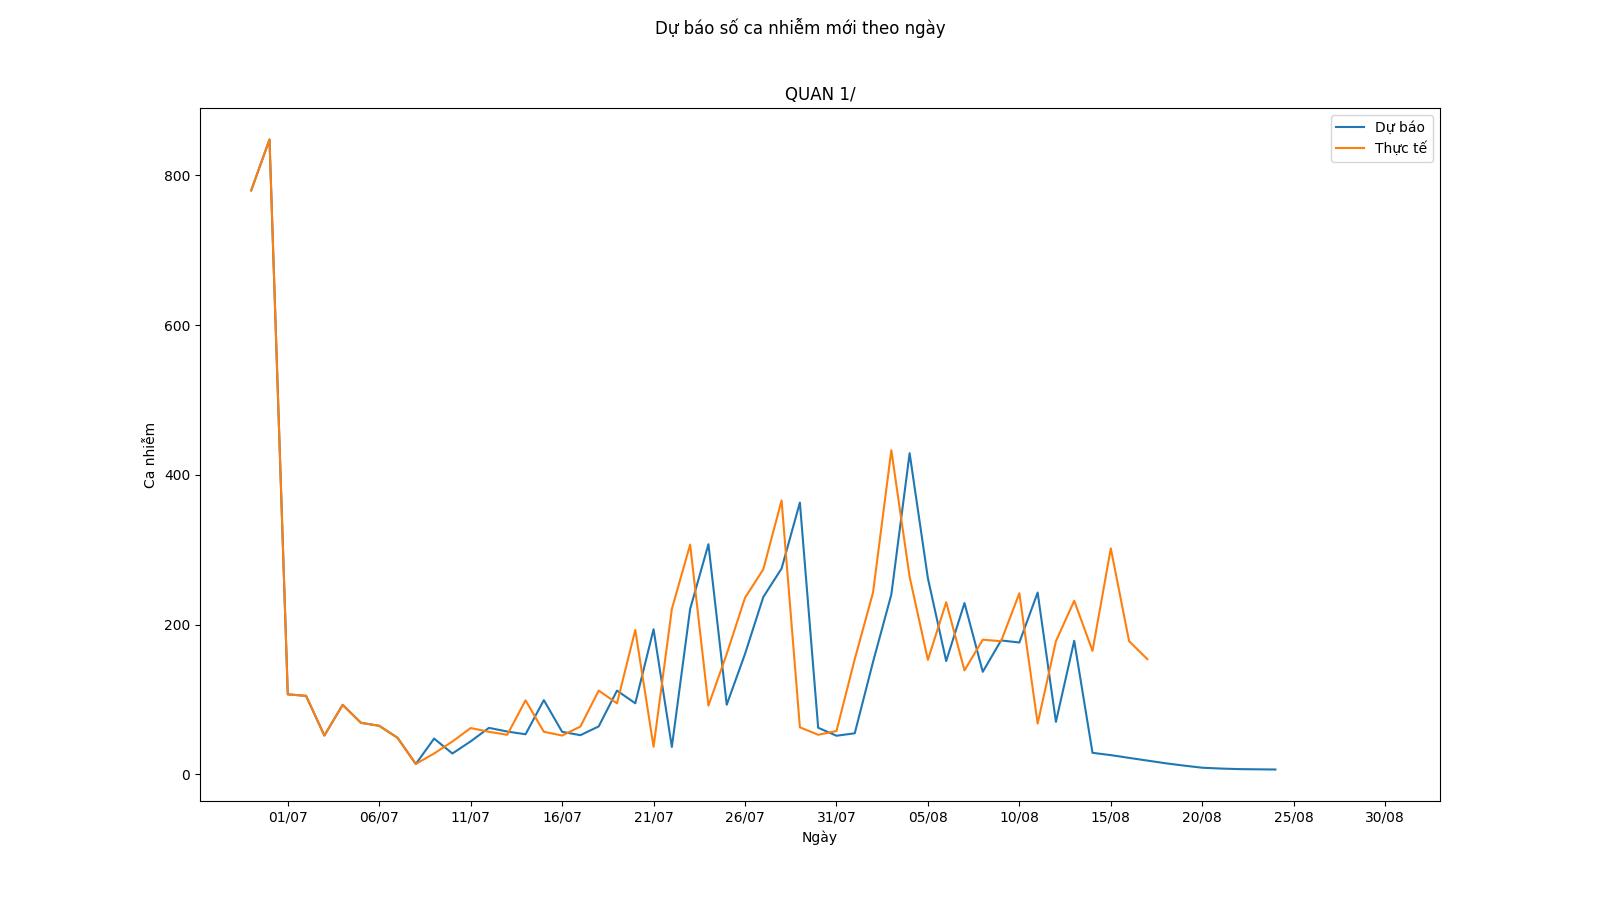 Dự báo số ca nhiễm mới theo ngày
QUAN 1/
Dự báo
Thực tế
800
600
400
200
0
Ca nhiễm
01/07 06/07 11/07 16/07 21/07 26/07 31/07 05/08 10/08 15/08 20/08 25/08 30/08
Ngày